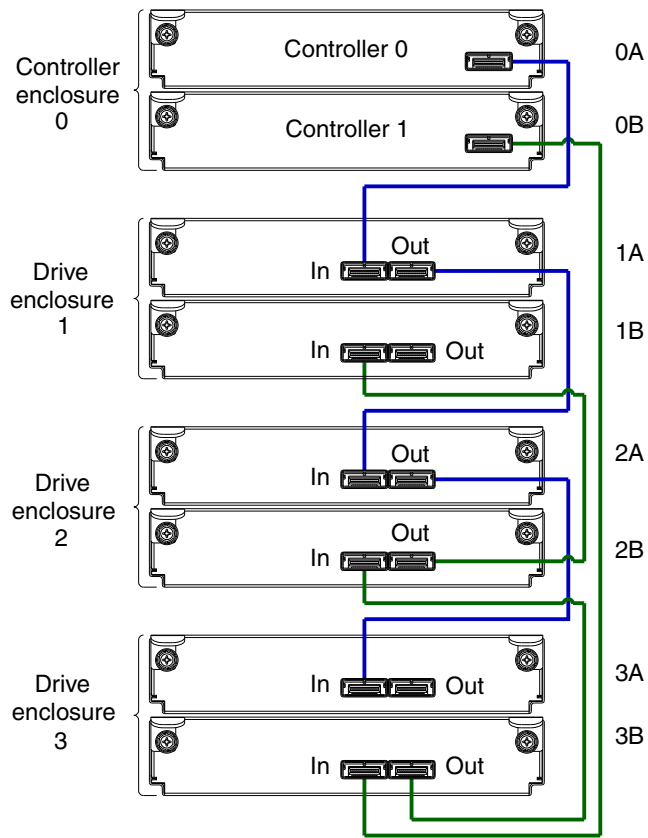 Controller
enclosure
0
Controller 0
0A
Controller 1
0B
Drive
enclosure
1
In
Out
1A
In
Out
1B
Drive
enclosure
2
In
Out
2A
In
Out
2B
Drive
enclosure
3
In
Out
3A
In
Out
3B